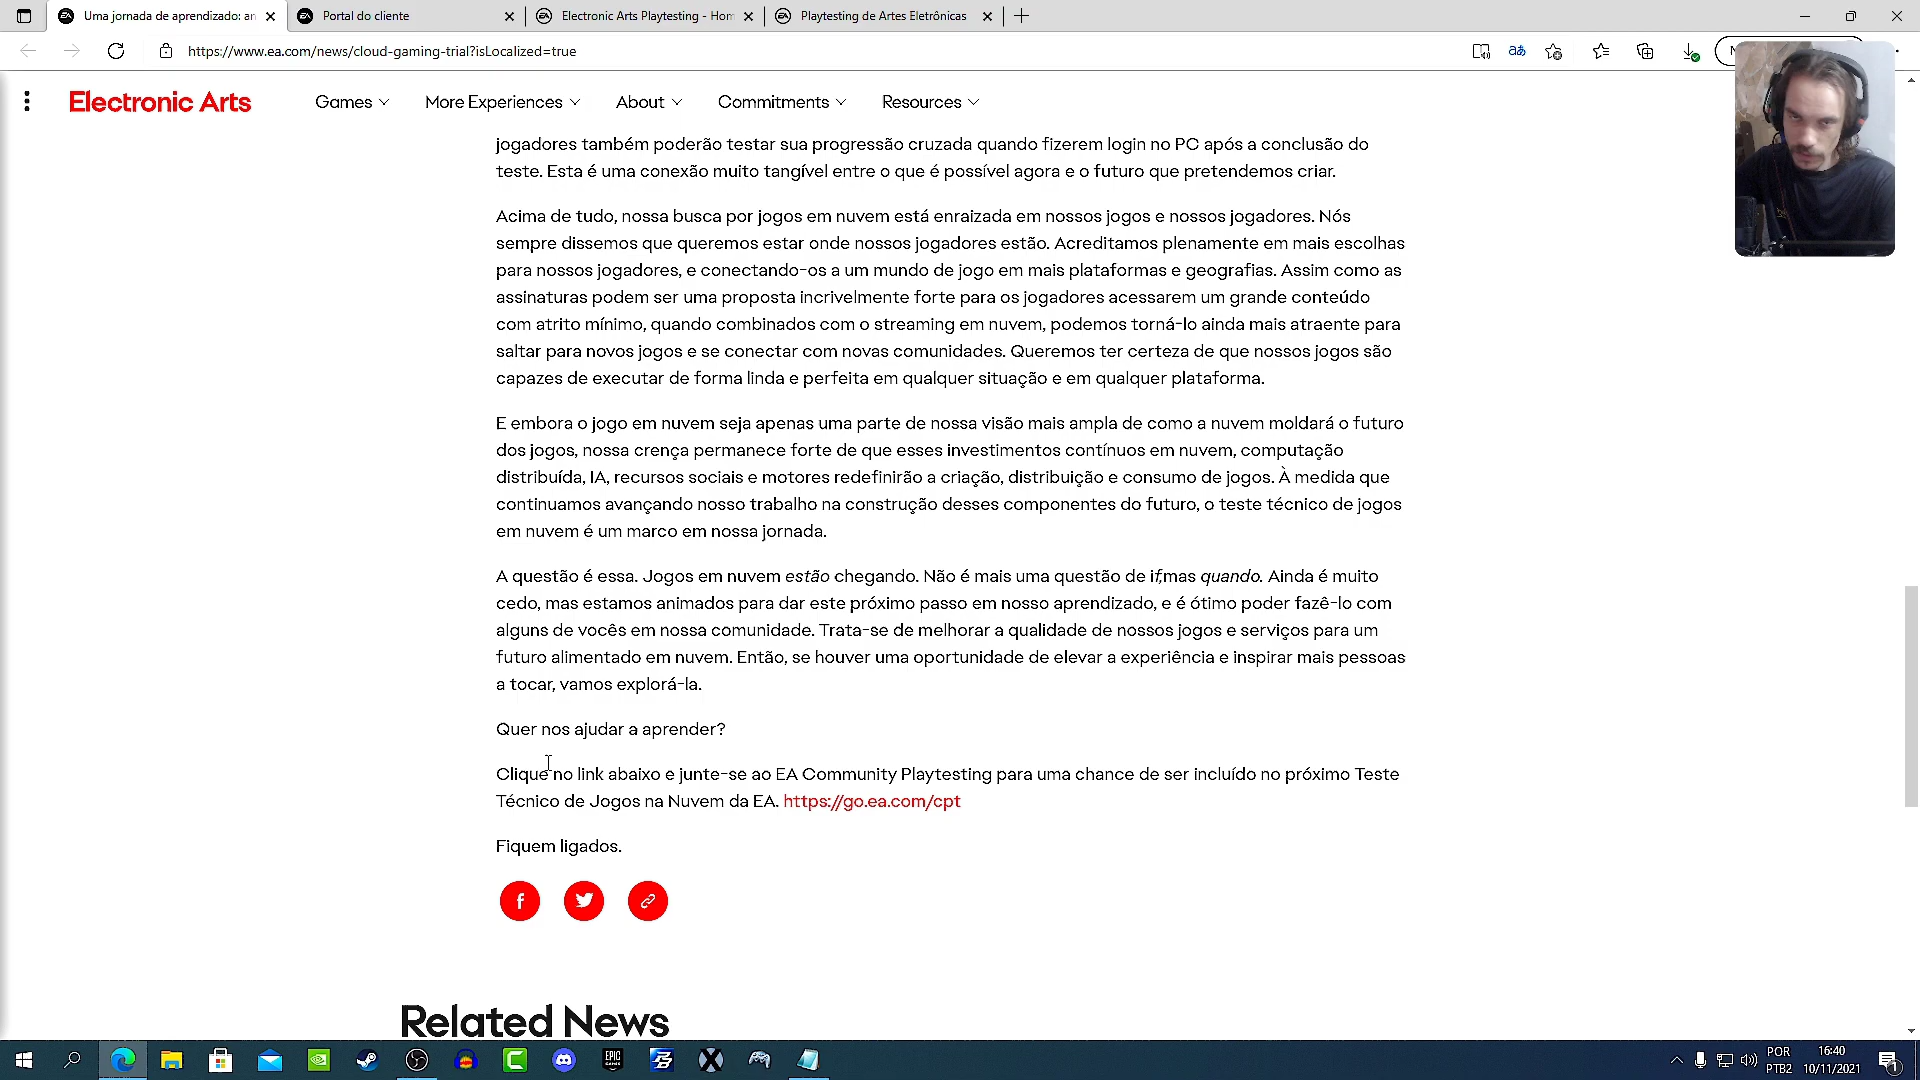 Uma jornada de aprendizado: an
Portal do cliente
Electronic Arts Playtesting - Hom
Playtesting de Artes Eletrônicas
https://www.ea.com/news/cloud-gaming-trial?isLocalized=true
Electronic Arts
Games
More Experiences
About
Commitments
Resources
jogadores também poderão testar sua progressão cruzada quando fizerem login no PC após a conclusão do
teste. Esta é uma conexão muito tangível entre o que é possível agora e o futuro que pretendemos criar.
Acima de tudo, nossa busca por jogos em nuvem está enraizada em nossos jogos e nossos jogadores. Nós
sempre dissemos que queremos estar onde nossos jogadores estão. Acreditamos plenamente em mais escolhas
para nossos jogadores, e conectando-os a um mundo de jogo em mais plataformas e geografias. Assim como as
assinaturas podem ser uma proposta incrivelmente forte para os jogadores acessarem um grande conteúdo
com atrito mínimo, quando combinados com o streaming em nuvem, podemos torná-lo ainda mais atraente para
saltar para novos jogos e se conectar com novas comunidades. Queremos ter certeza de que nossos jogos são
capazes de executar de forma linda e perfeita em qualquer situação e em qualquer plataforma.
E embora o jogo em nuvem seja apenas uma parte de nossa visão mais ampla de como a nuvem moldará o futuro
dos jogos, nossa crença permanece forte de que esses investimentos contínuos em nuvem, computação
distribuída, IA, recursos sociais e motores redefinirão a criação, distribuição e consumo de jogos. À medida que
continuamos avançando nosso trabalho na construção desses componentes do futuro, o teste técnico de jogos
em nuvem é um marco em nossa jornada.
A questão é essa. Jogos em nuvem estão chegando. Não é mais uma questão de if,mas quando. Ainda é muito
cedo, mas estamos animados para dar este próximo passo em nosso aprendizado, e é ótimo poder fazê-lo com
alguns de vocês em nossa comunidade. Trata-se de melhorar a qualidade de nossos jogos e serviços para um
futuro alimentado em nuvem. Então, se houver uma oportunidade de elevar a experiência e inspirar mais pessoas
a tocar, vamos explorá-la.
Quer nos ajudar a aprender?
Clique no link abaixo e junte-se ao EA Community Playtesting para uma chance de ser incluído no próximo Teste
Técnico de Jogos na Nuvem da EA. https://go.ea.com/cpt
Fiquem ligados.
Related News
POR
PTB2
16:40
10/11/2021
1